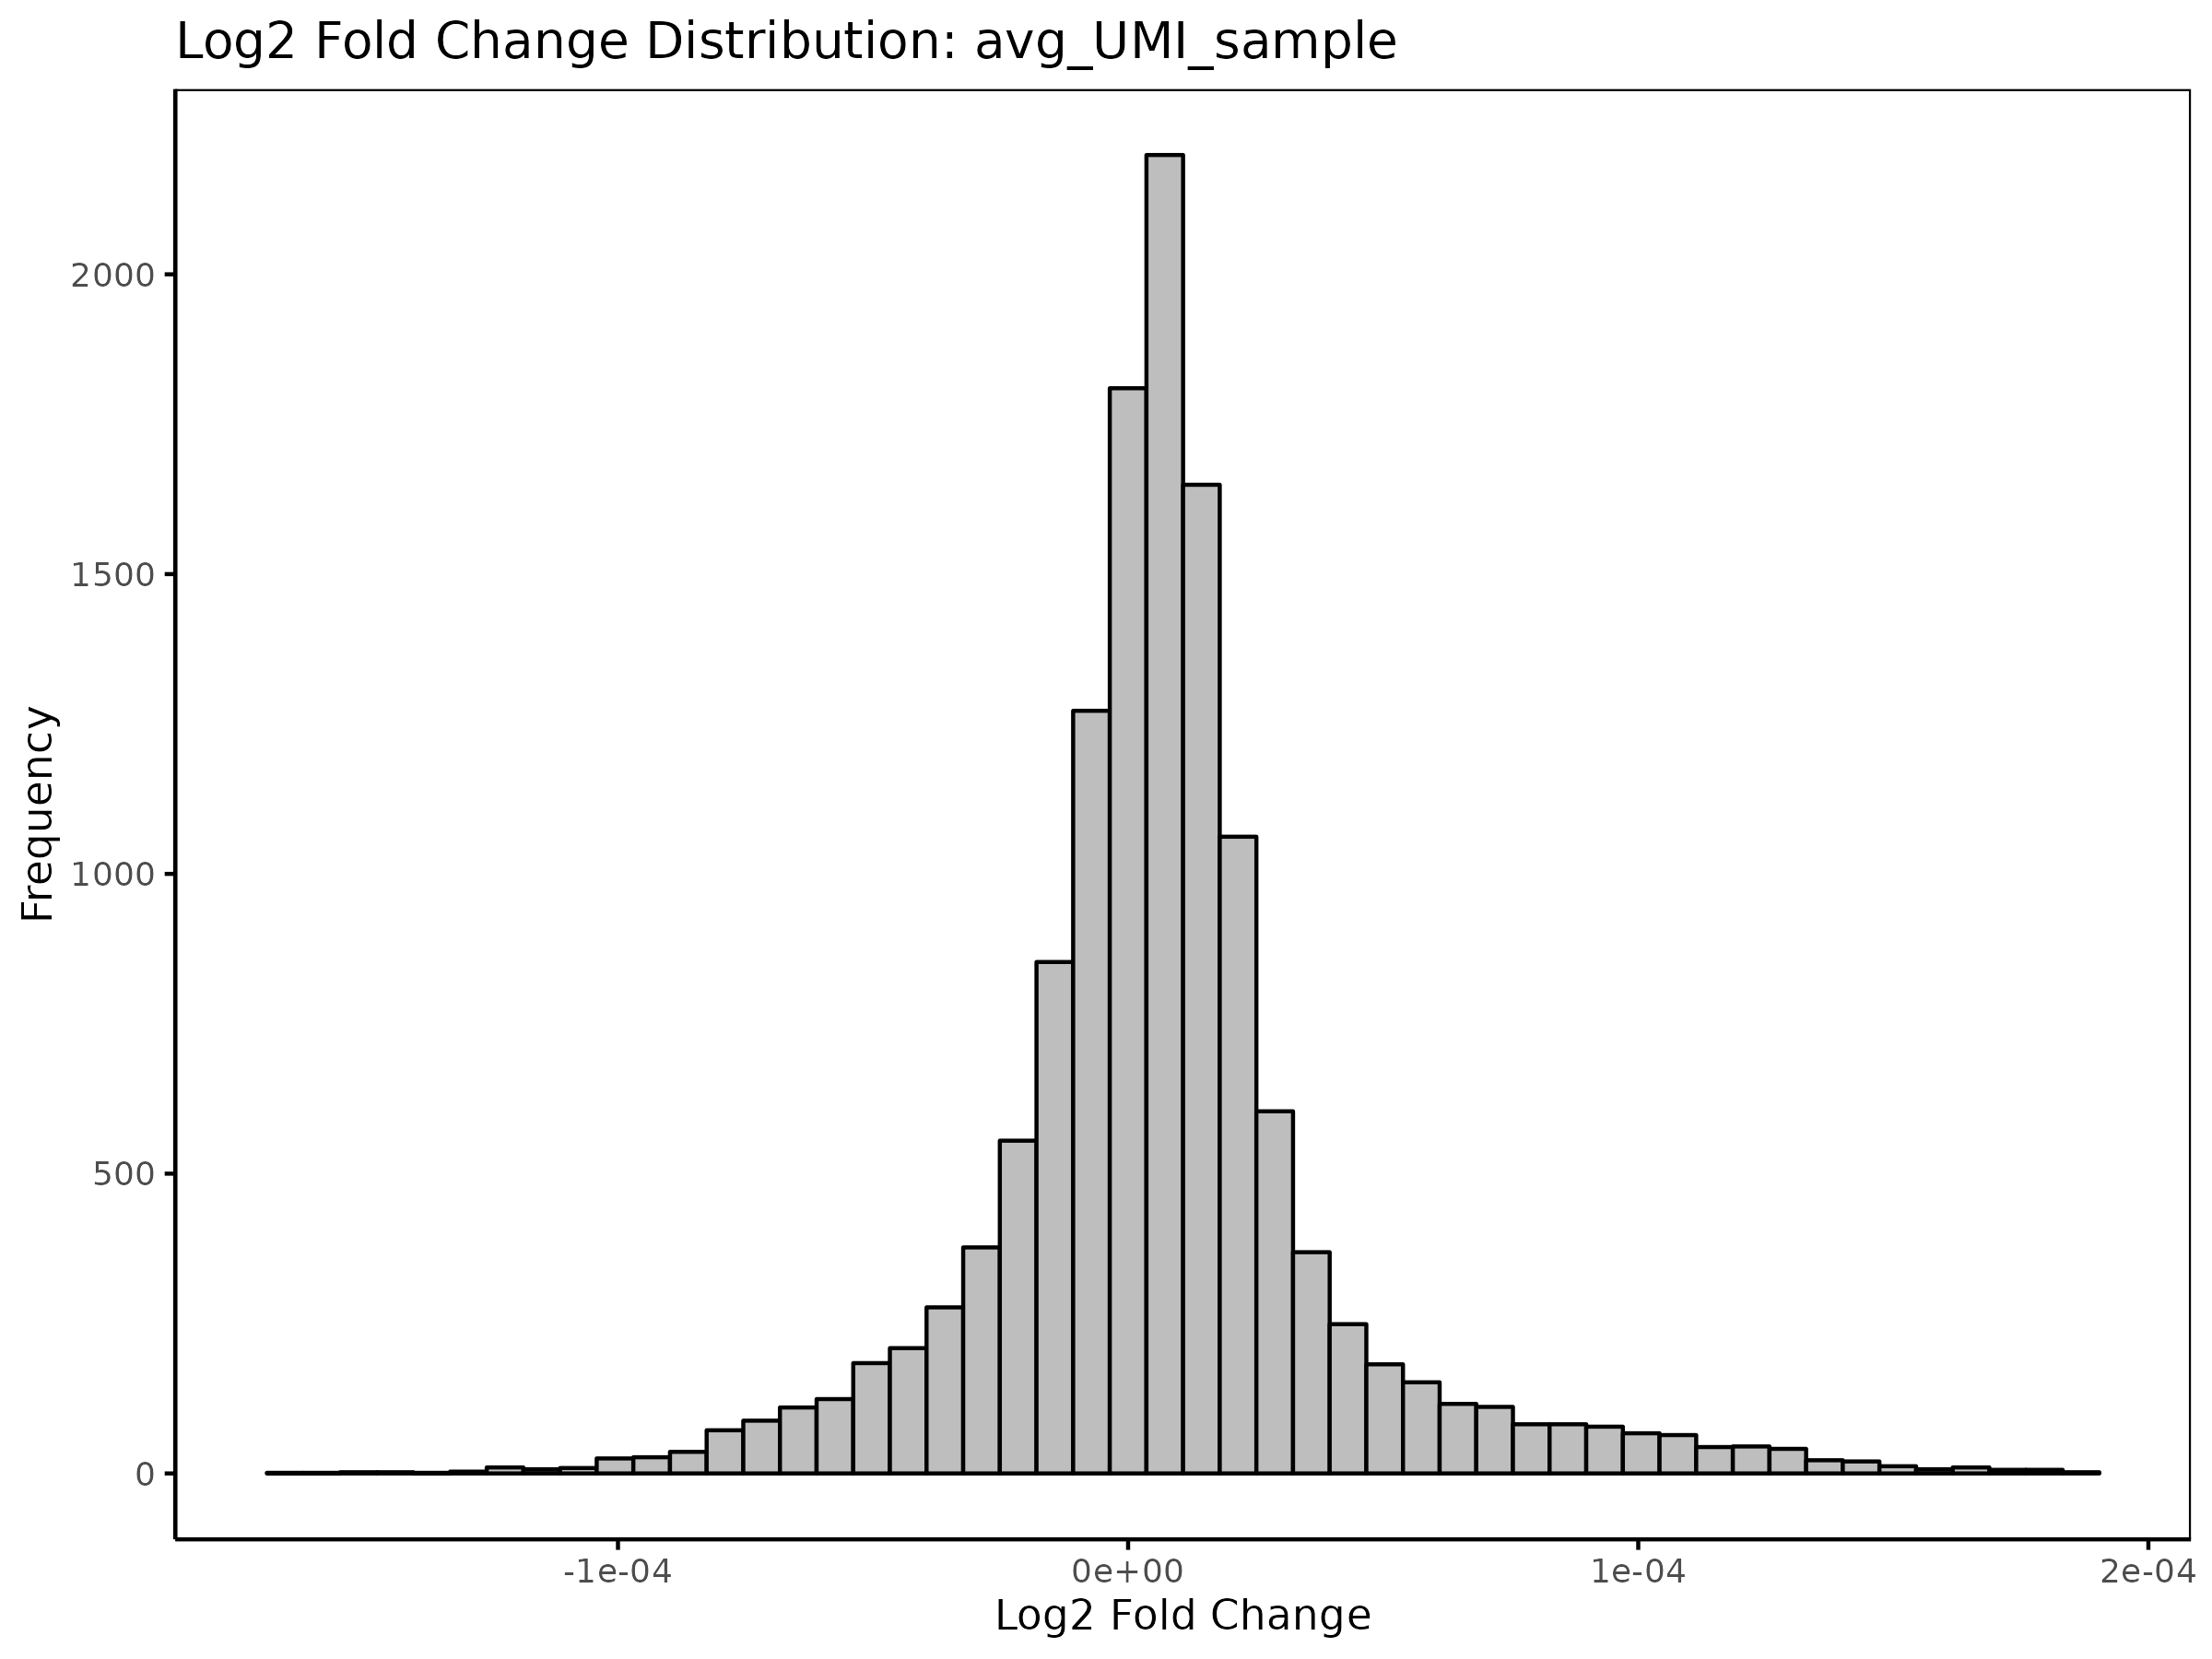 Log2 Fold Change Distribution: avg_UMI_sample
Frequency
2000
1500
1000
500
0
-1e-04 0e+00 1e-04 2e-04
Log2 Fold Change